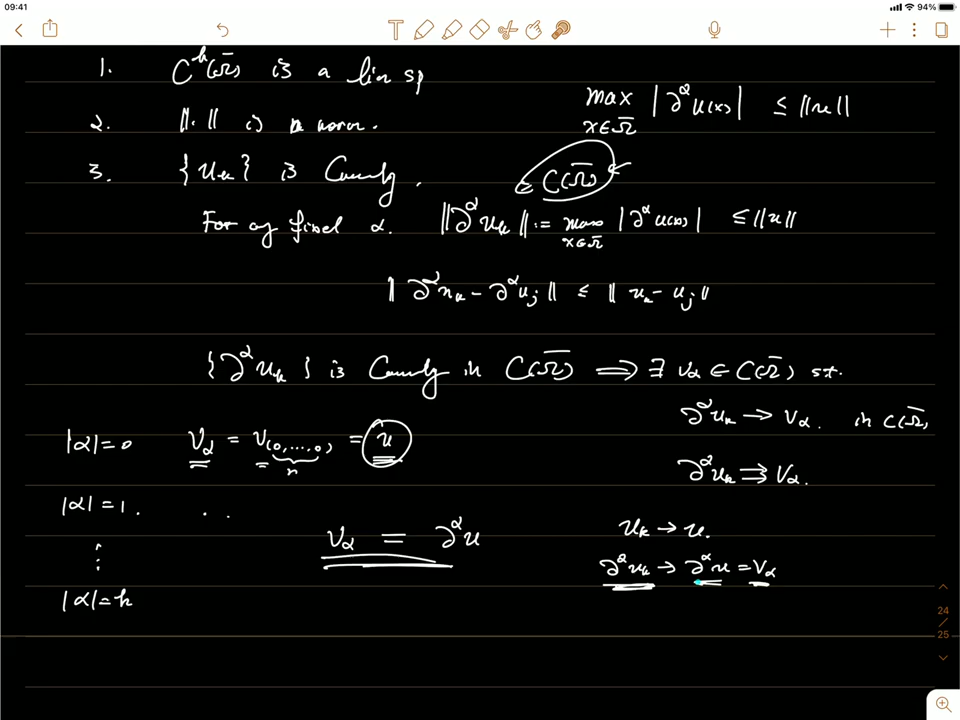 09:41
94%
1. C^k(Ω̄) is a lin sp
max_{x∈Ω̄} |∂^α u(x)| ≤ ||u||
2. ||·|| is a norm.
3. {u_k} is Cauchy. C(Ω̄)
For any fixed α. ||∂^α u_k|| := max_{x∈Ω̄} |∂^α u(x)| ≤ ||u||
||∂^α u_k - ∂^α u_j|| ≤ ||u_k - u_j||
{∂^α u_k} is Cauchy in C(Ω̄) ⟹ ∃ v_α ∈ C(Ω̄) st.
∂^α u_k → v_α. in C(Ω̄)
|α|=0 v_α = v_{(0,...,0)} = u
n
∂^α u_k ⇉ v_α.
|α|=1. . .
u_k → u.
v_α = ∂^α u
⋮
∂^α u_k → ∂^α u = v_α
|α|=k
24
/
25